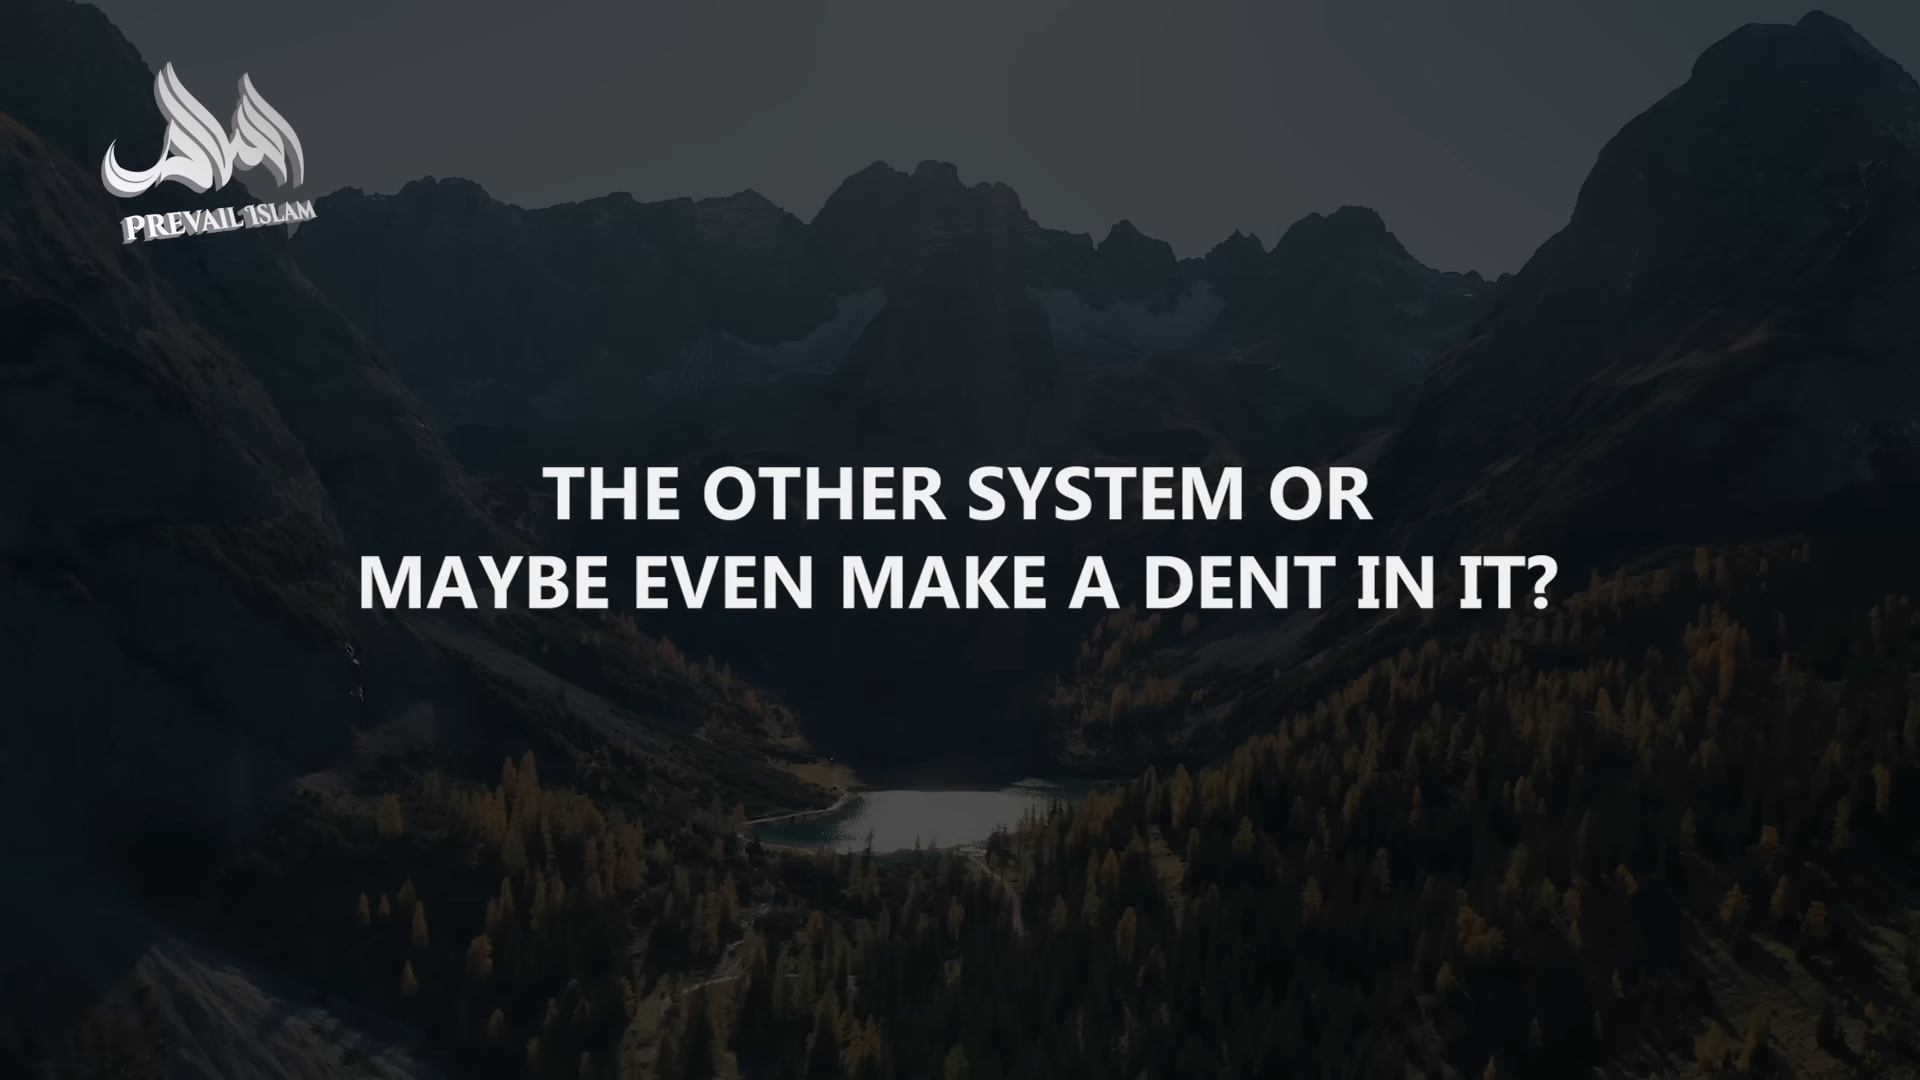 PREVAIL ISLAM
THE OTHER SYSTEM OR
MAYBE EVEN MAKE A DENT IN IT?